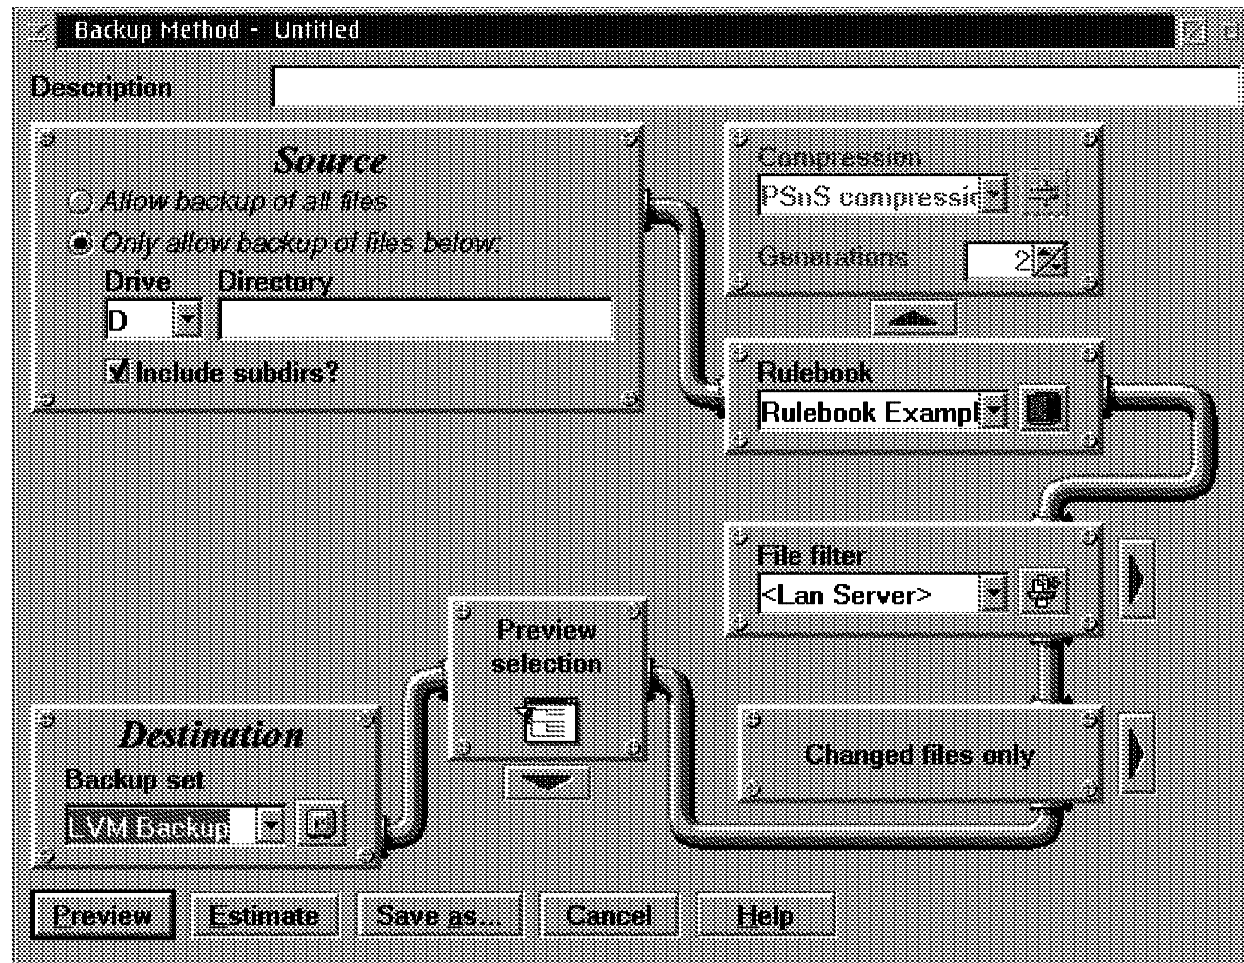 Backup Method - Untitled
Description
Source
Allow backup of all files
Only allow backup of files below:
Drive Directory
D
Include subdirs?
Compression
PSnS compressic
Generations 2
Rulebook
Rulebook Exampl
File filter
<Lan Server>
Preview
selection
Changed files only
Destination
Backup set
LVM Backup
Preview Estimate Save as... Cancel Help